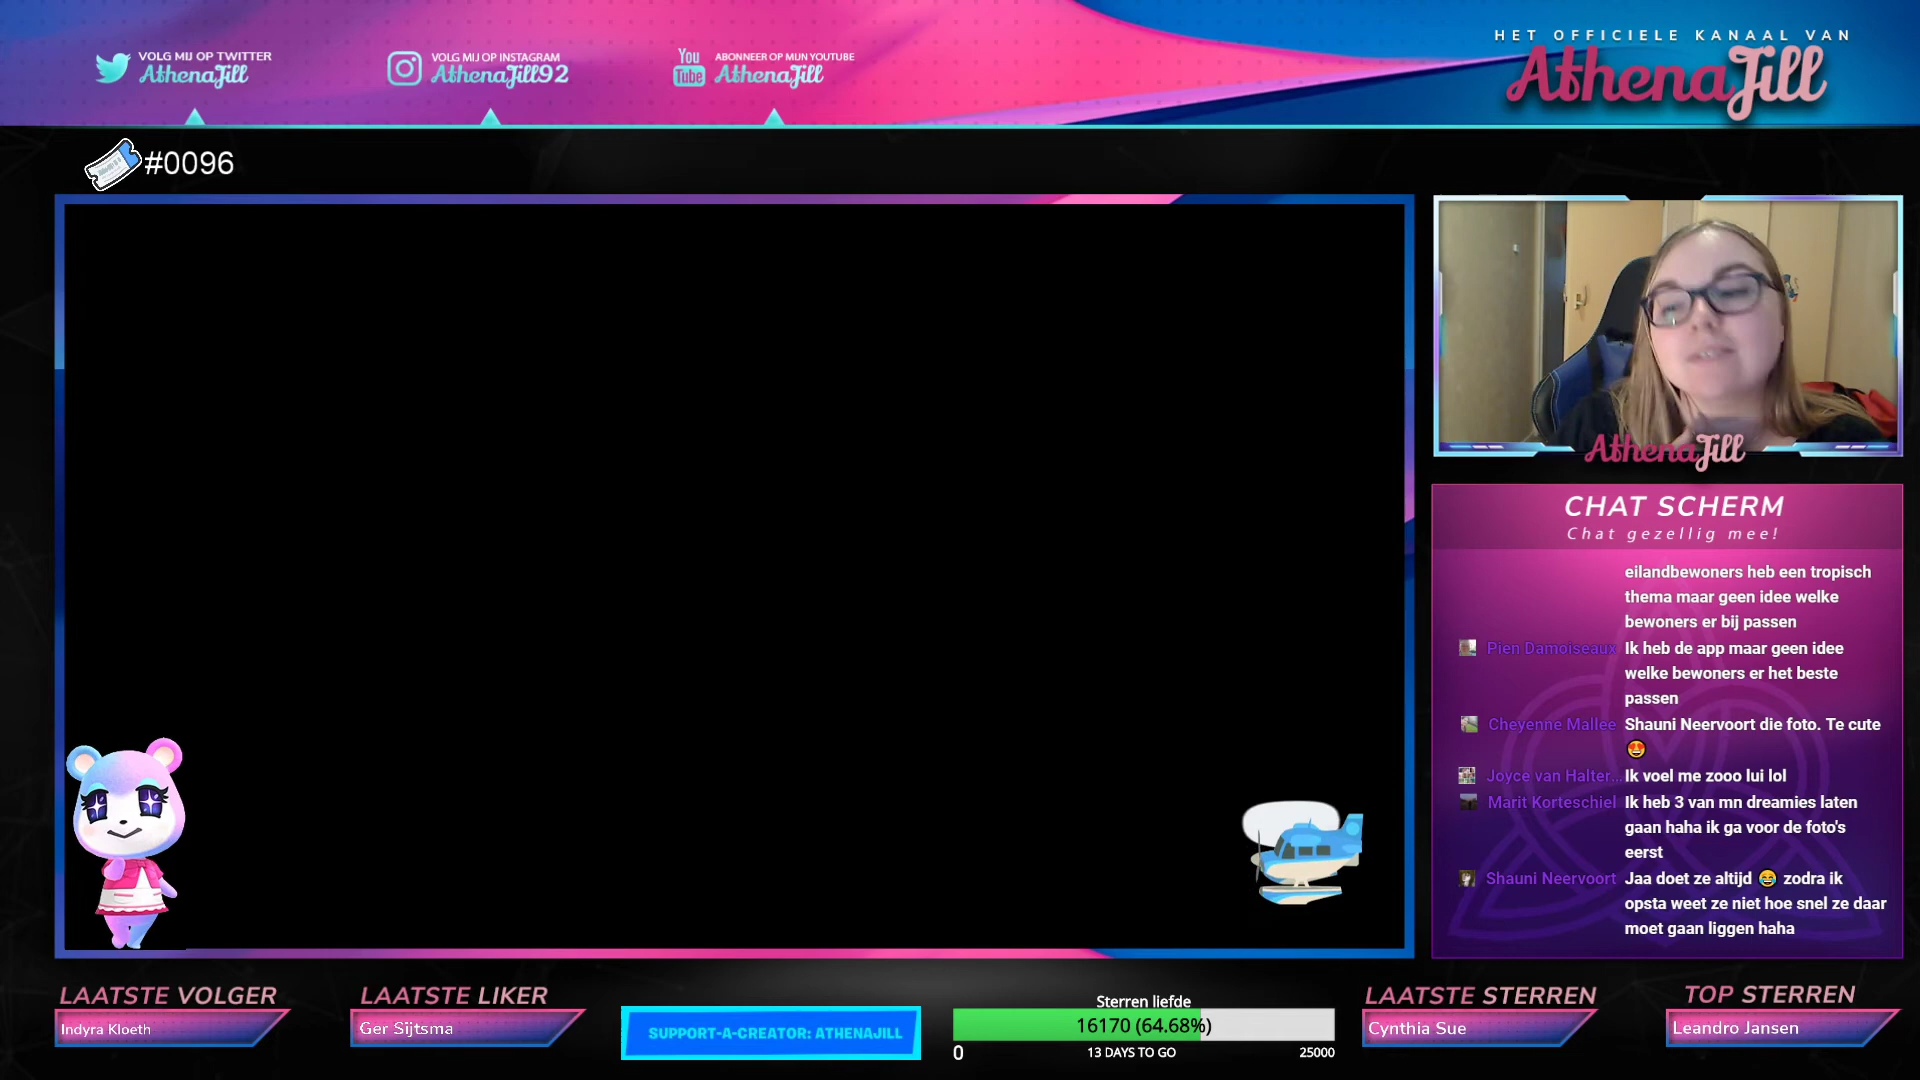 VOLG MIJ OP TWITTER
AthenaJill
VOLG MIJ OP INSTAGRAM
AthenaJill92
You
Tube
ABONNEER OP MIJN YOUTUBE
AthenaJill
HET OFFICIELE KANAAL VAN
AthenaJill
#0096
AthenaJill
CHAT SCHERM
Chat gezellig mee!
eilandbewoners heb een tropisch
thema maar geen idee welke
bewoners er bij passen
Pien Damoiseaux Ik heb de app maar geen idee
welke bewoners er het beste
passen
Cheyenne Mallee Shauni Neervoort die foto. Te cute
😍
Joyce van Halter... Ik voel me zooo lui lol
Marit Korteschiel Ik heb 3 van mn dreamies laten
gaan haha ik ga voor de foto's
eerst
Shauni Neervoort Jaa doet ze altijd 😂 zodra ik
opsta weet ze niet hoe snel ze daar
moet gaan liggen haha
LAATSTE VOLGER
Indyra Kloeth
LAATSTE LIKER
Ger Sijtsma
SUPPORT-A-CREATOR: ATHENAJILL
Sterren liefde
16170 (64.68%)
0 13 DAYS TO GO 25000
LAATSTE STERREN
Cynthia Sue
TOP STERREN
Leandro Jansen